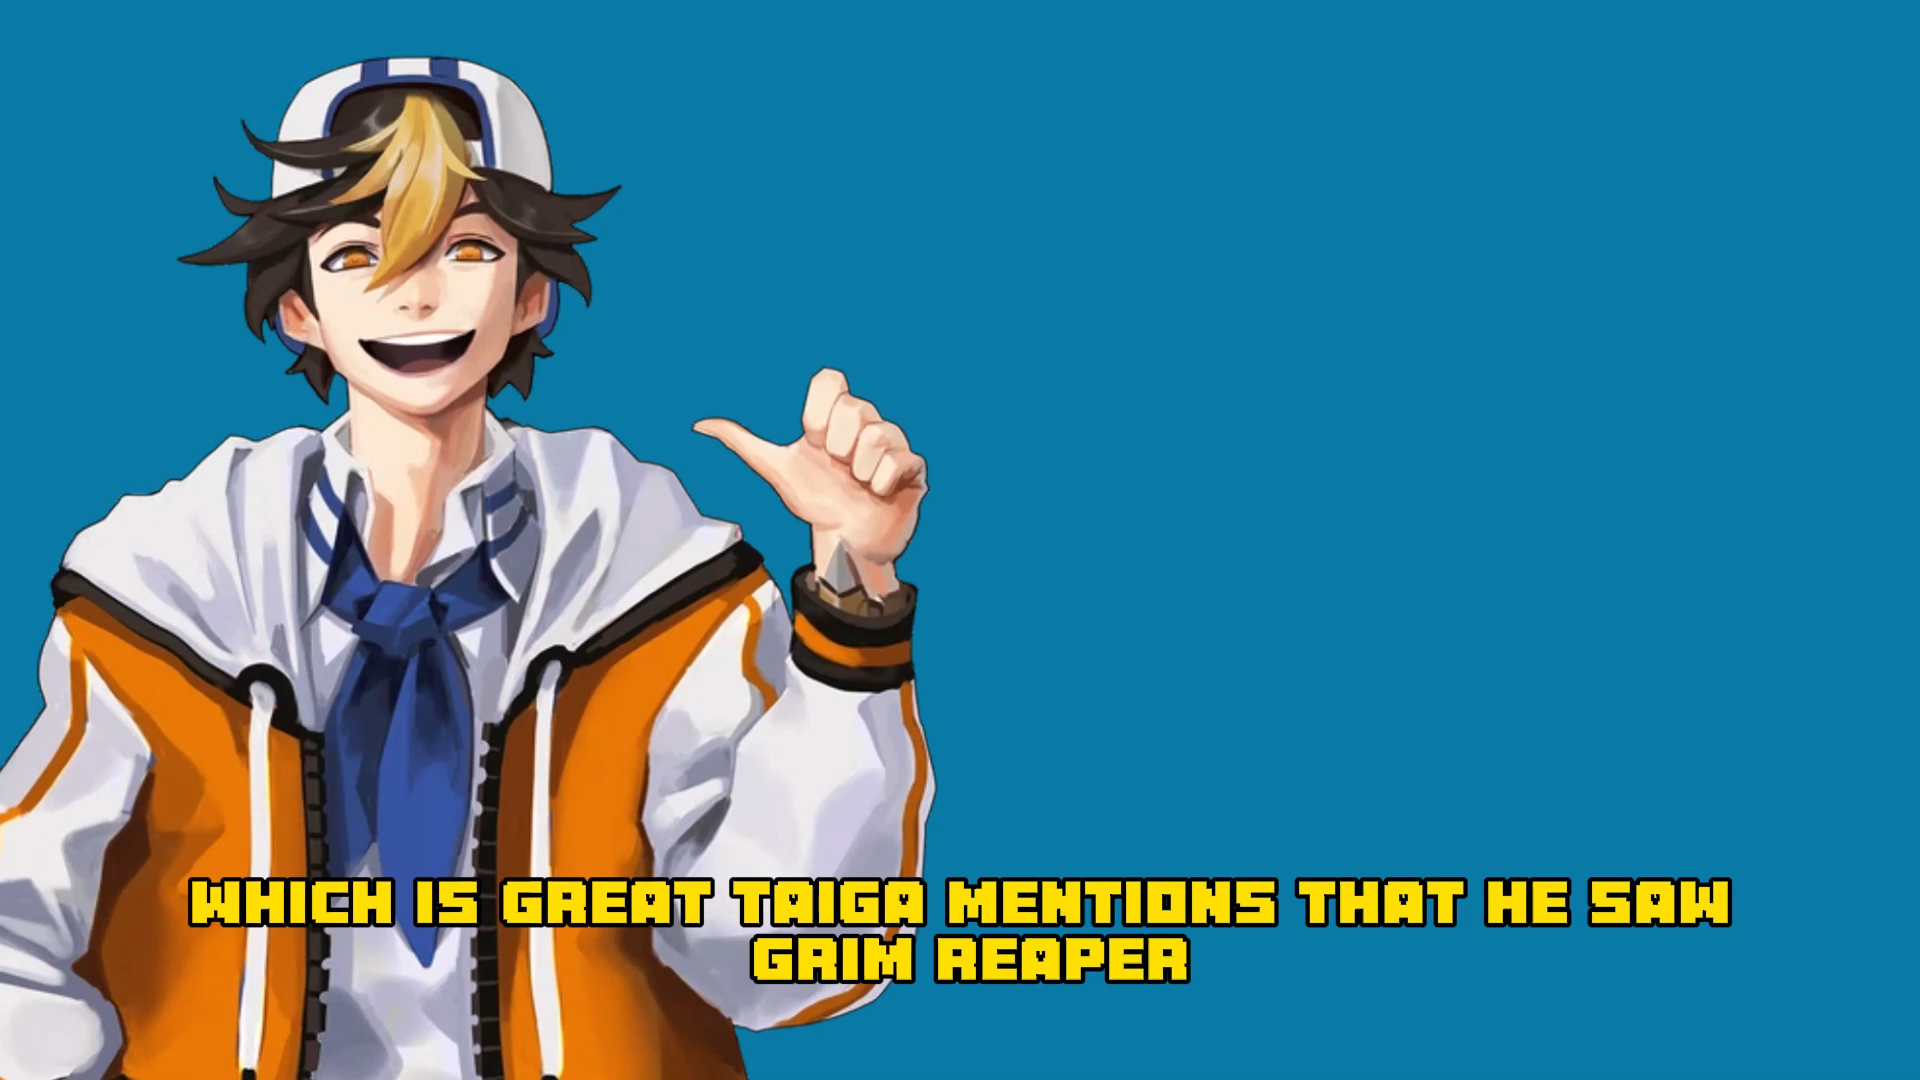 WHICH IS GREAT TAIGA MENTIONS THAT HE SAW
GRIM REAPER